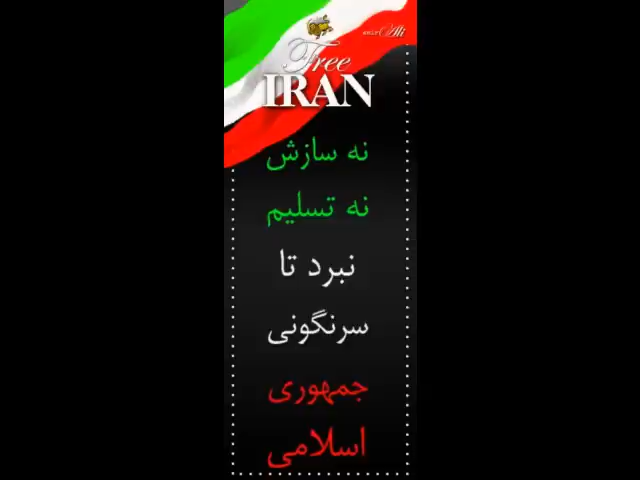 Free
IRAN
نه سازش
نه تسلیم
نبرد تا
سرنگونی
جمهوری
اسلامی